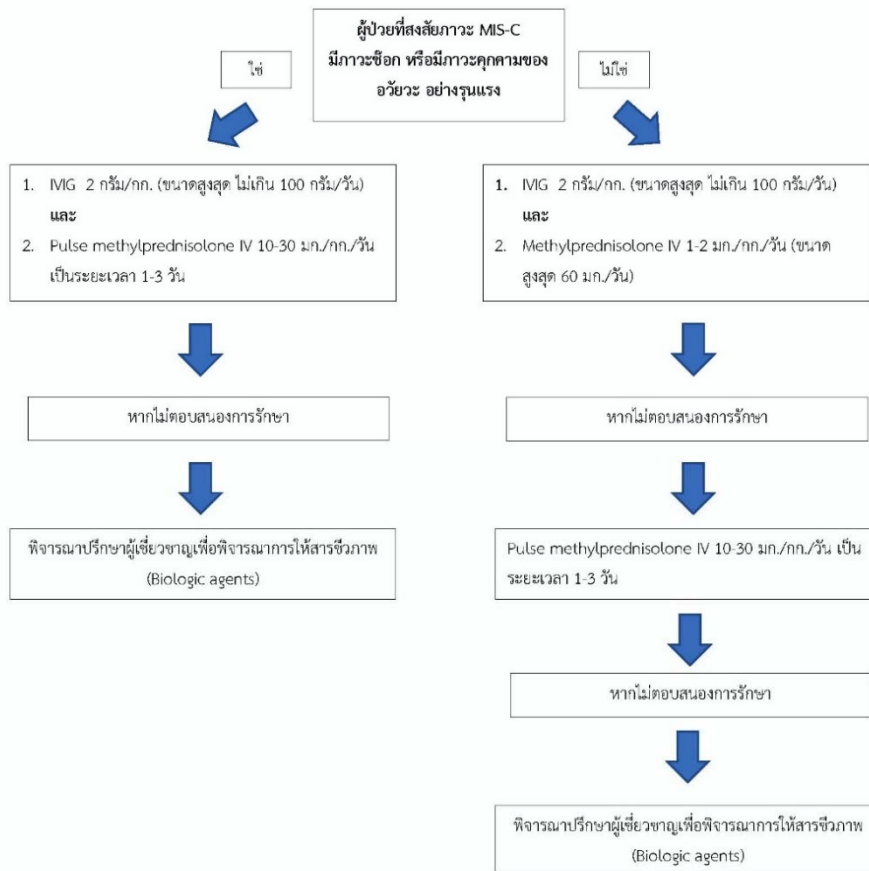 ผู้ป่วยที่สงสัยภาวะ MIS-C
มีภาวะช็อก หรือมีภาวะคุกคามของ
อวัยวะ อย่างรุนแรง
ใช่
ไม่ใช่
1. IVIG 2 กรัม/กก. (ขนาดสูงสุด ไม่เกิน 100 กรัม/วัน)
และ
2. Pulse methylprednisolone IV 10-30 มก./กก./วัน
เป็นระยะเวลา 1-3 วัน
1. IVIG 2 กรัม/กก. (ขนาดสูงสุด ไม่เกิน 100 กรัม/วัน)
และ
2. Methylprednisolone IV 1-2 มก./กก./วัน (ขนาด
สูงสุด 60 มก./วัน)
หากไม่ตอบสนองการรักษา
หากไม่ตอบสนองการรักษา
พิจารณาปรึกษาผู้เชี่ยวชาญเพื่อพิจารณาการให้สารชีวภาพ
(Biologic agents)
Pulse methylprednisolone IV 10-30 มก./กก./วัน เป็น
ระยะเวลา 1-3 วัน
หากไม่ตอบสนองการรักษา
พิจารณาปรึกษาผู้เชี่ยวชาญเพื่อพิจารณาการให้สารชีวภาพ
(Biologic agents)